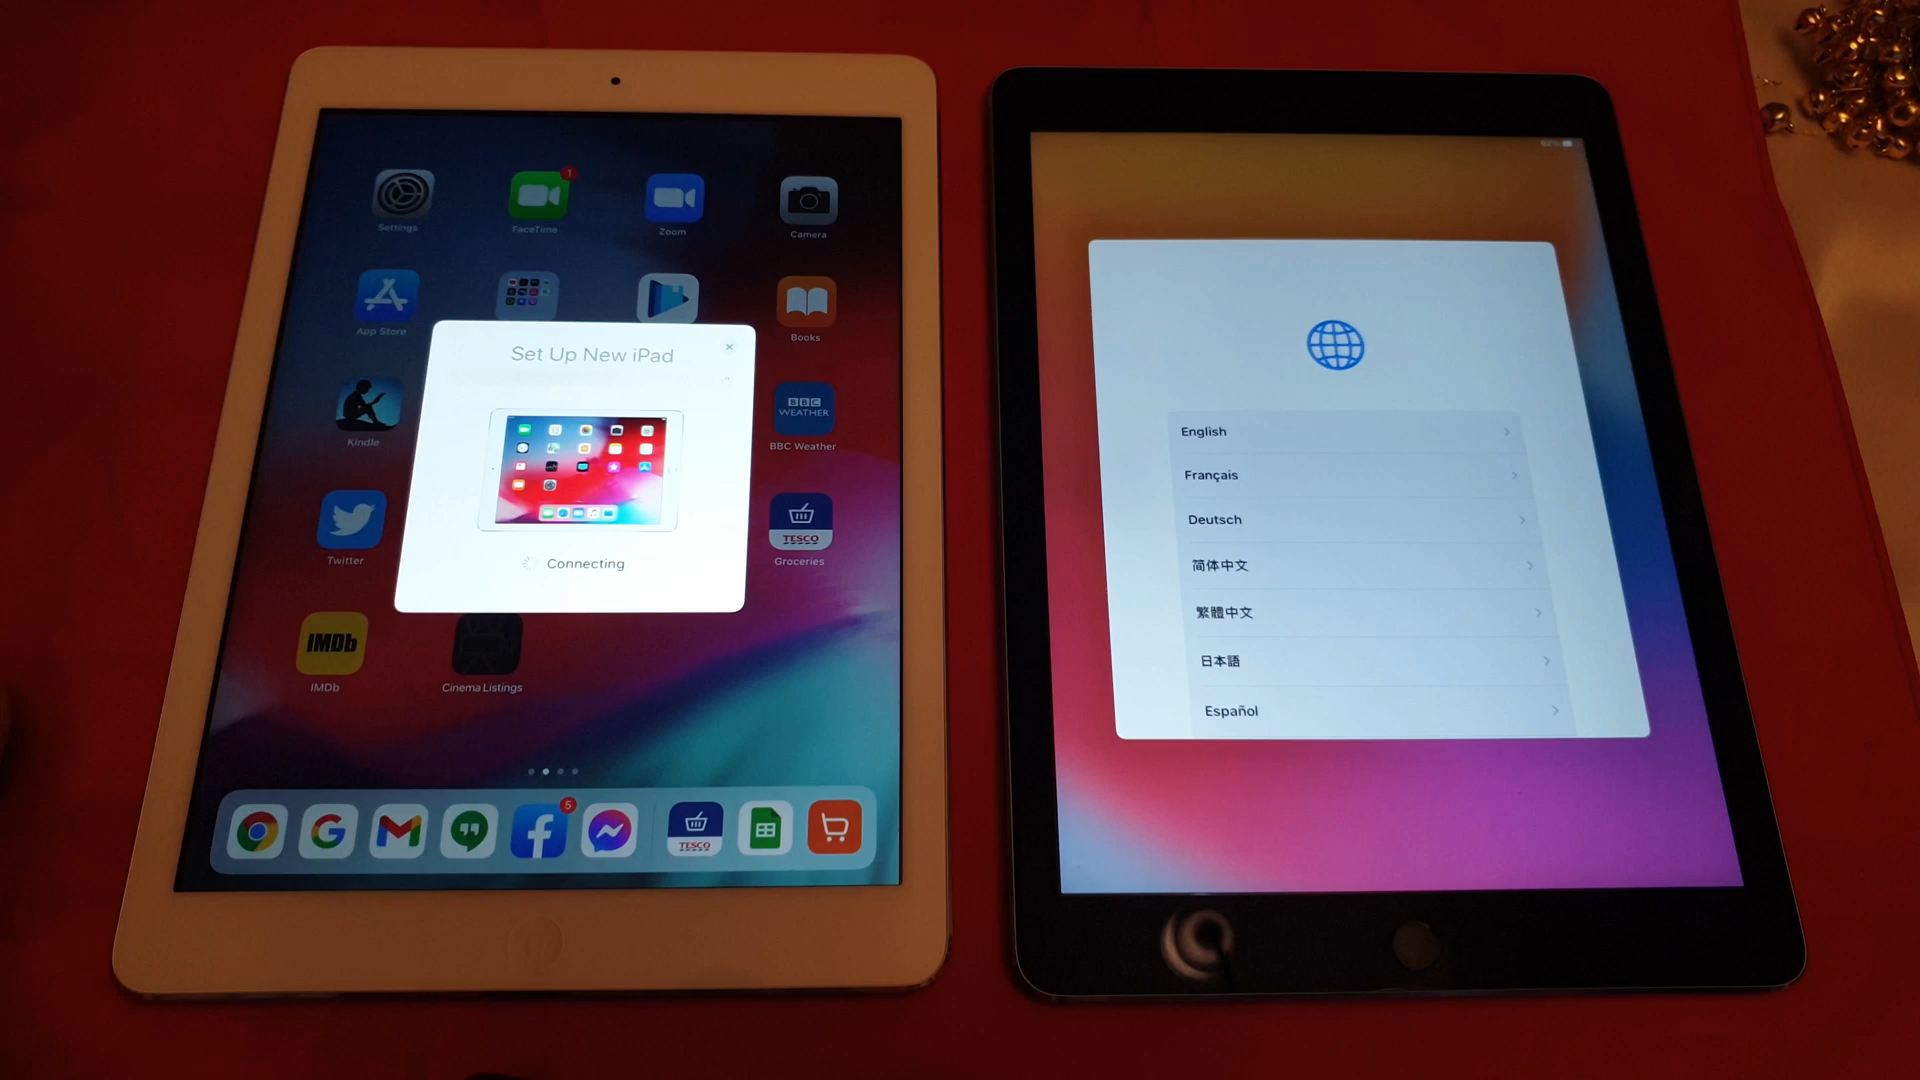 Settings
FaceTime
1
Zoom
Camera
App Store
Books
Set Up New iPad
Connecting
Kindle
BBC
WEATHER
BBC Weather
Twitter
TESCO
Groceries
IMDb
IMDb
Cinema Listings
G
5
TESCO
English
Français
Deutsch
简体中文
繁體中文
日本語
Español